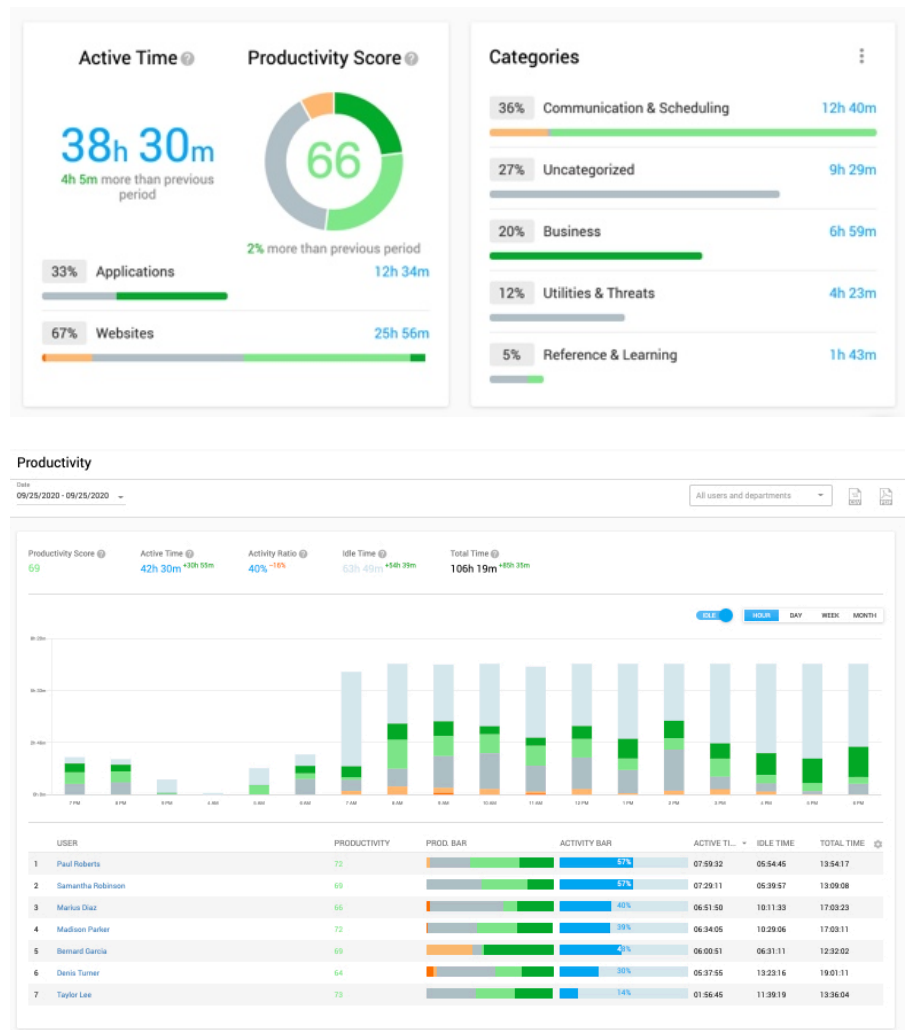 Active Time
Productivity Score
38h 30m
4h 5m more than previous
period
66
2% more than previous period
33% Applications 12h 34m
67% Websites 25h 56m
Categories
36% Communication & Scheduling 12h 40m
27% Uncategorized 9h 29m
20% Business 6h 59m
12% Utilities & Threats 4h 23m
5% Reference & Learning 1h 43m
Productivity
Date
09/25/2020 - 09/25/2020
All users and departments
Productivity Score Active Time Activity Ratio Idle Time Total Time
69 42h 30m +30h 55m 40% -16% 63h 49m +54h 39m 106h 19m +85h 35m
IDLE HOUR DAY WEEK MONTH
7 PM 8 PM 6 AM 7 AM 8 AM 9 AM 10 AM 11 AM 12 PM 1 PM 2 PM 3 PM 4 PM
USER PRODUCTIVITY PROD. BAR ACTIVITY BAR ACTIVE TI... IDLE TIME TOTAL TIME
1 Paul Roberts 72 57% 07:59:32 05:54:45 13:54:17
2 Samantha Robinson 69 57% 07:29:11 05:39:57 13:09:08
3 Marius Diaz 40% 06:51:50 10:11:33 17:03:23
4 Madison Parker 72 39% 06:34:05 10:29:06 17:03:11
5 Bernard Garcia 69 06:00:51 06:31:11 12:32:02
6 Denis Turner 64 30% 05:37:55 13:23:16 19:01:11
7 Taylor Lee 73 14% 01:56:45 11:39:19 13:36:04